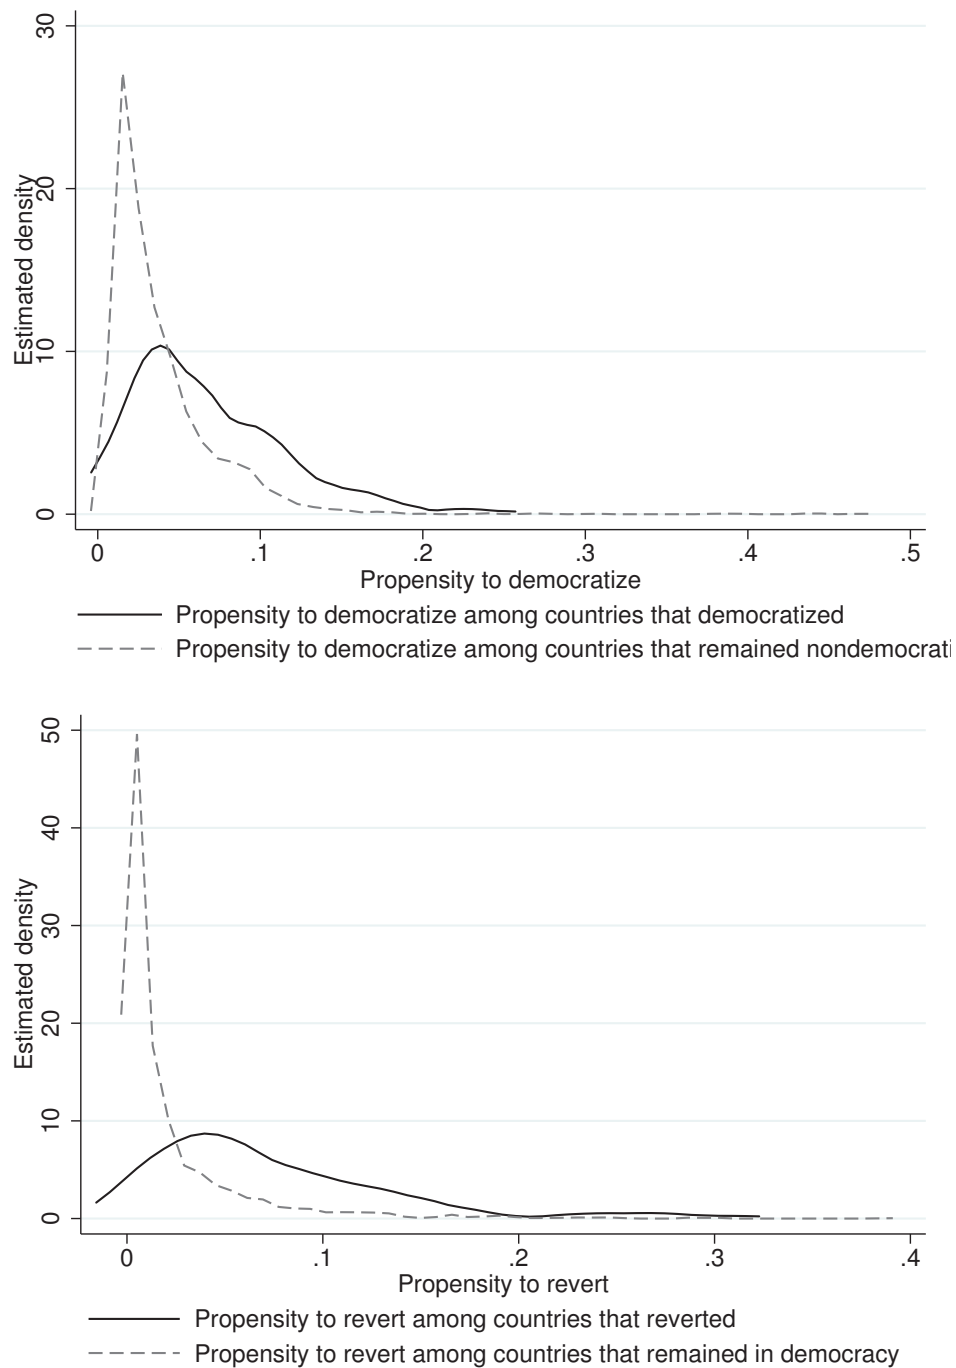 30
20
10
0
Estimated density
0 .1 .2 .3 .4 .5
Propensity to democratize
Propensity to democratize among countries that democratized
Propensity to democratize among countries that remained nondemocrati
50
40
30
20
10
0
Estimated density
0 .1 .2 .3 .4
Propensity to revert
Propensity to revert among countries that reverted
Propensity to revert among countries that remained in democracy